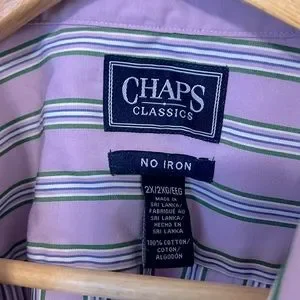 CHAPS
CLASSICS
NO IRON
2X/2XG/EEG
MADE IN
SRI LANKA/
FABRIQUÉ AU
SRI LANKA/
HECHO EN
SRI LANKA
100% COTTON/
COTON/
ALGODÓN